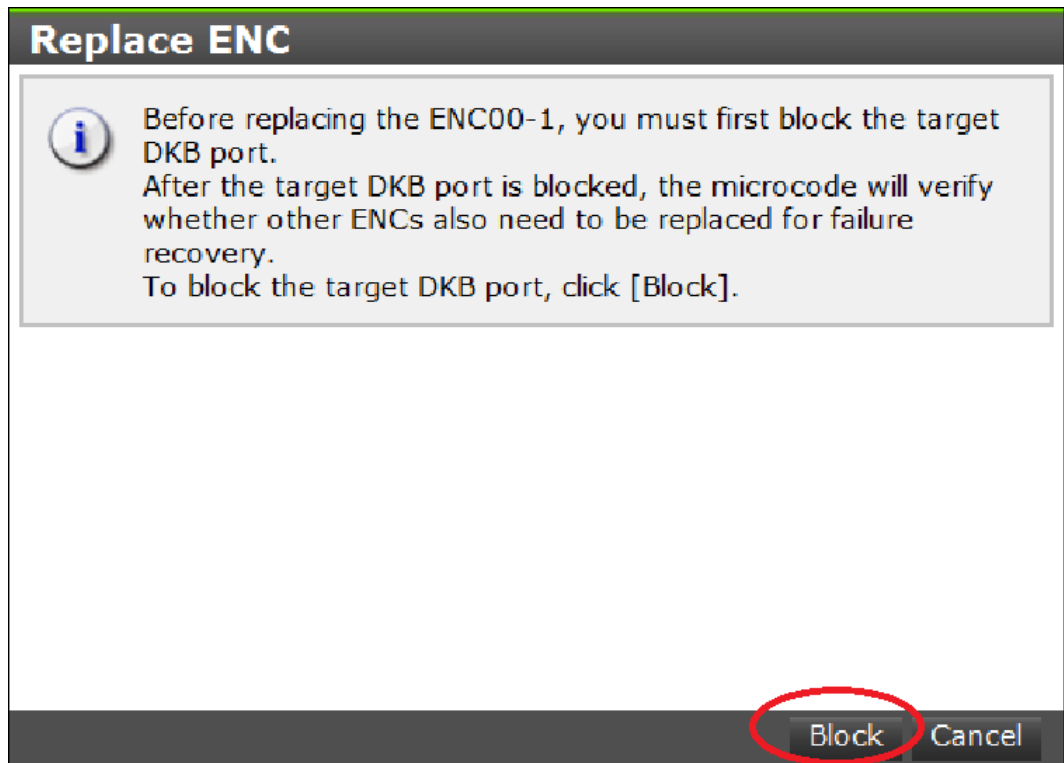 Replace ENC
Before replacing the ENC00-1, you must first block the target
DKB port.
After the target DKB port is blocked, the microcode will verify
whether other ENCs also need to be replaced for failure
recovery.
To block the target DKB port, click [Block].
Block Cancel